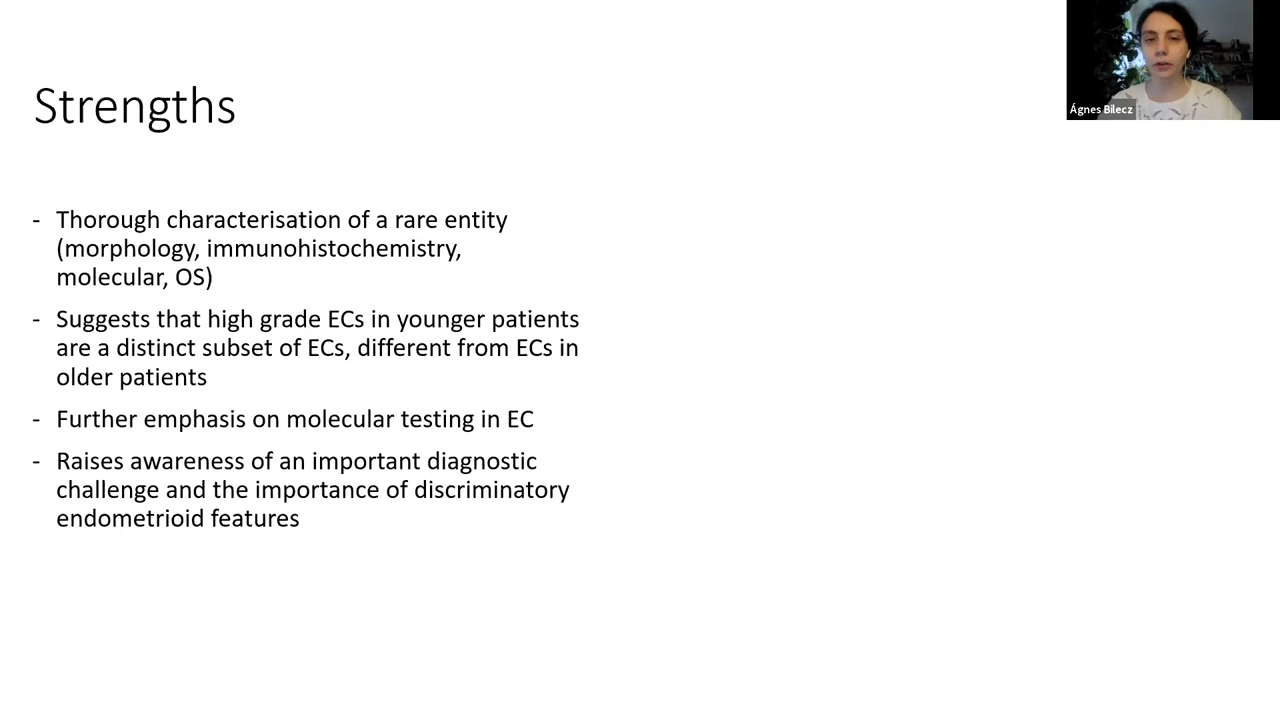 Strengths
Ágnes Bilecz
- Thorough characterisation of a rare entity
(morphology, immunohistochemistry,
molecular, OS)
- Suggests that high grade ECs in younger patients
are a distinct subset of ECs, different from ECs in
older patients
- Further emphasis on molecular testing in EC
- Raises awareness of an important diagnostic
challenge and the importance of discriminatory
endometrioid features